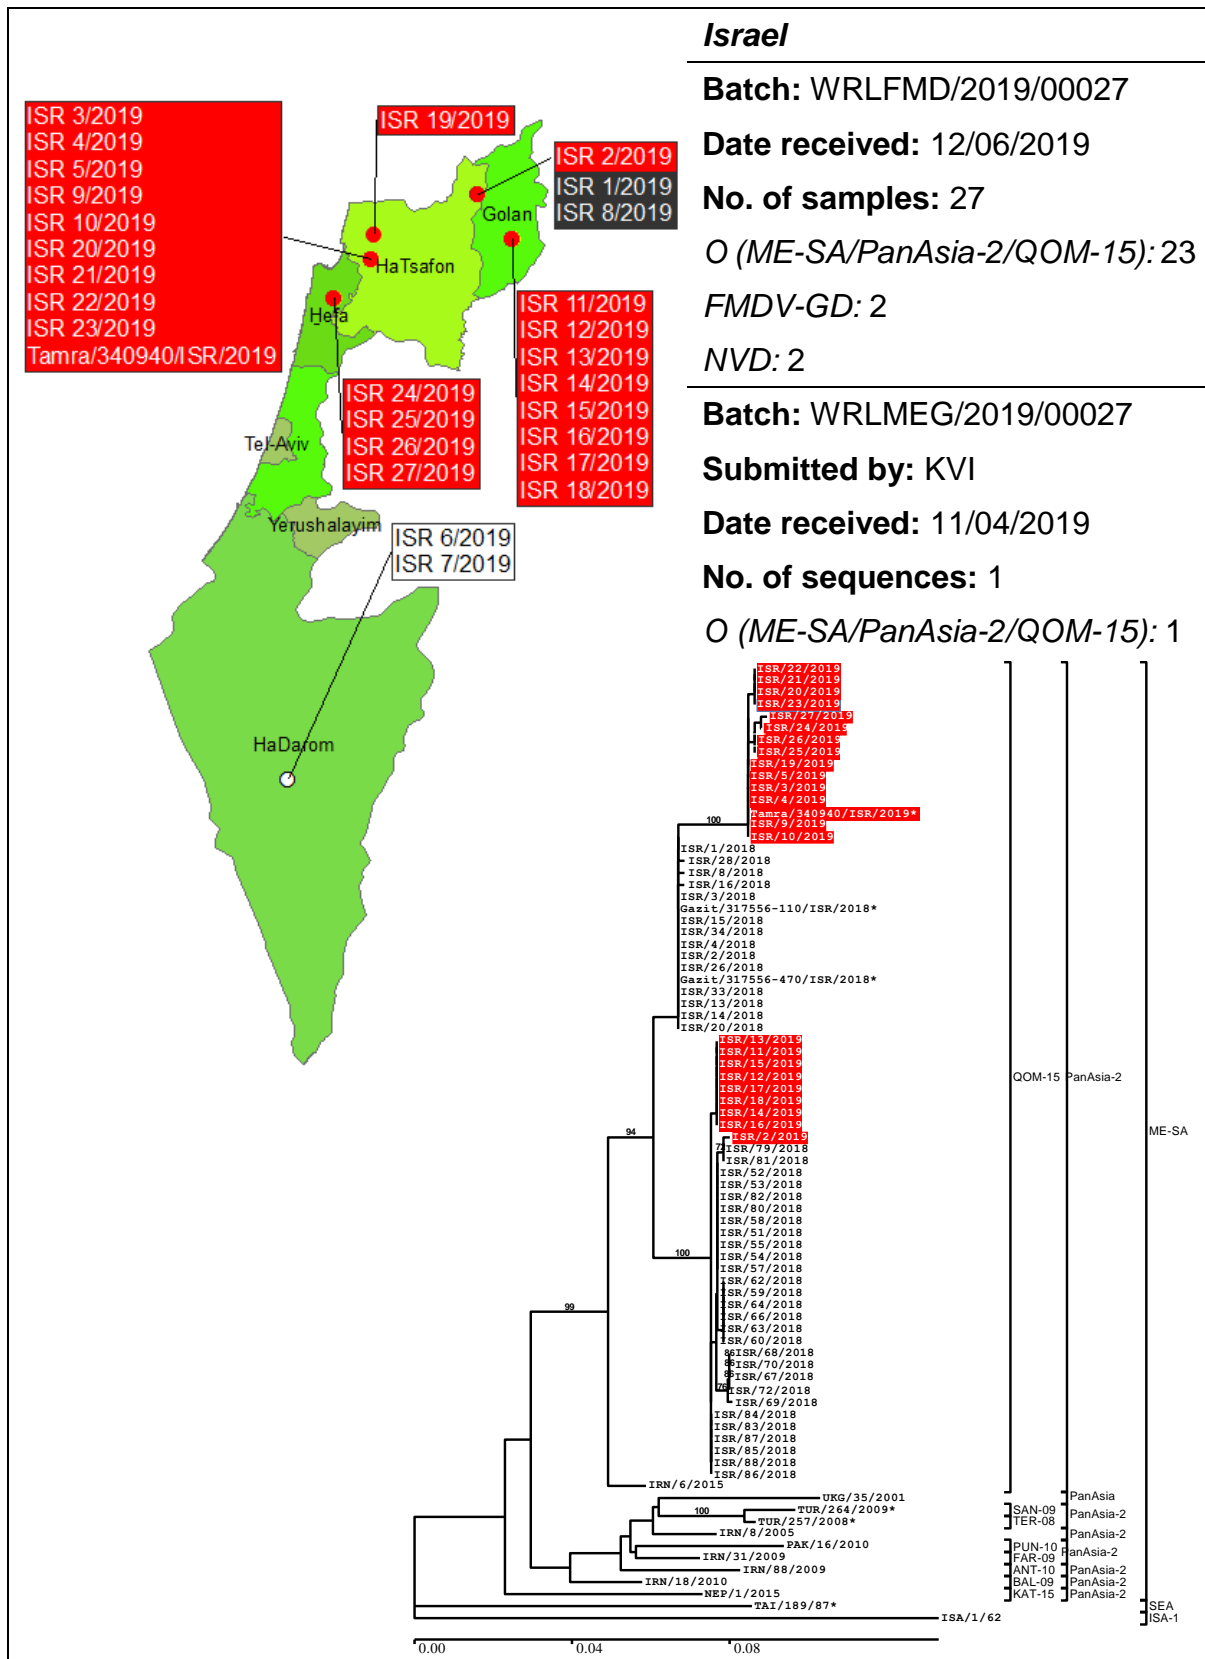 Israel
Batch: WRLFMD/2019/00027
Date received: 12/06/2019
No. of samples: 27
O (ME-SA/PanAsia-2/QOM-15): 23
FMDV-GD: 2
NVD: 2
Batch: WRLMEG/2019/00027
Submitted by: KVI
Date received: 11/04/2019
No. of sequences: 1
O (ME-SA/PanAsia-2/QOM-15): 1
ISR 3/2019
ISR 4/2019
ISR 5/2019
ISR 9/2019
ISR 10/2019
ISR 20/2019
ISR 21/2019
ISR 22/2019
ISR 23/2019
Tamra/340940/ISR/2019
ISR 19/2019
ISR 2/2019
ISR 1/2019
ISR 8/2019
Golan
HaTsafon
Hefa
ISR 11/2019
ISR 12/2019
ISR 13/2019
ISR 14/2019
ISR 15/2019
ISR 16/2019
ISR 17/2019
ISR 18/2019
ISR 24/2019
ISR 25/2019
ISR 26/2019
ISR 27/2019
Tel-Aviv
Yerushalayim
ISR 6/2019
ISR 7/2019
HaDarom
ISR/22/2019
ISR/21/2019
ISR/20/2019
ISR/23/2019
ISR/27/2019
ISR/24/2019
ISR/26/2019
ISR/25/2019
ISR/19/2019
ISR/5/2019
ISR/3/2019
ISR/4/2019
Tamra/340940/ISR/2019*
ISR/9/2019
ISR/10/2019
100
ISR/1/2018
ISR/28/2018
ISR/8/2018
ISR/16/2018
ISR/3/2018
Gazit/317556-110/ISR/2018*
ISR/15/2018
ISR/34/2018
ISR/4/2018
ISR/2/2018
ISR/26/2018
Gazit/317556-470/ISR/2018*
ISR/33/2018
ISR/13/2018
ISR/14/2018
ISR/20/2018
ISR/13/2019
ISR/11/2019
ISR/15/2019
ISR/12/2019
ISR/17/2019
ISR/18/2019
ISR/14/2019
ISR/16/2019
94
ISR/2/2019
72
ISR/79/2018
ISR/81/2018
ISR/52/2018
ISR/53/2018
ISR/82/2018
ISR/80/2018
ISR/58/2018
ISR/51/2018
ISR/55/2018
100
ISR/54/2018
ISR/57/2018
ISR/62/2018
ISR/59/2018
ISR/64/2018
99
ISR/66/2018
ISR/63/2018
ISR/60/2018
86
ISR/68/2018
86
ISR/70/2018
86
ISR/67/2018
76
ISR/72/2018
ISR/69/2018
ISR/84/2018
ISR/83/2018
ISR/87/2018
ISR/85/2018
ISR/88/2018
ISR/86/2018
IRN/6/2015
UKG/35/2001
100
TUR/264/2009*
TUR/257/2008*
IRN/8/2005
PAK/16/2010
IRN/31/2009
IRN/88/2009
IRN/18/2010
NEP/1/2015
TAI/189/87*
ISA/1/62
QOM-15 PanAsia-2
ME-SA
PanAsia
SAN-09
TER-08
PanAsia-2
PanAsia-2
PUN-10
FAR-09
PanAsia-2
ANT-10 PanAsia-2
BAL-09 PanAsia-2
KAT-15 PanAsia-2
SEA
ISA-1
0.00 0.04 0.08